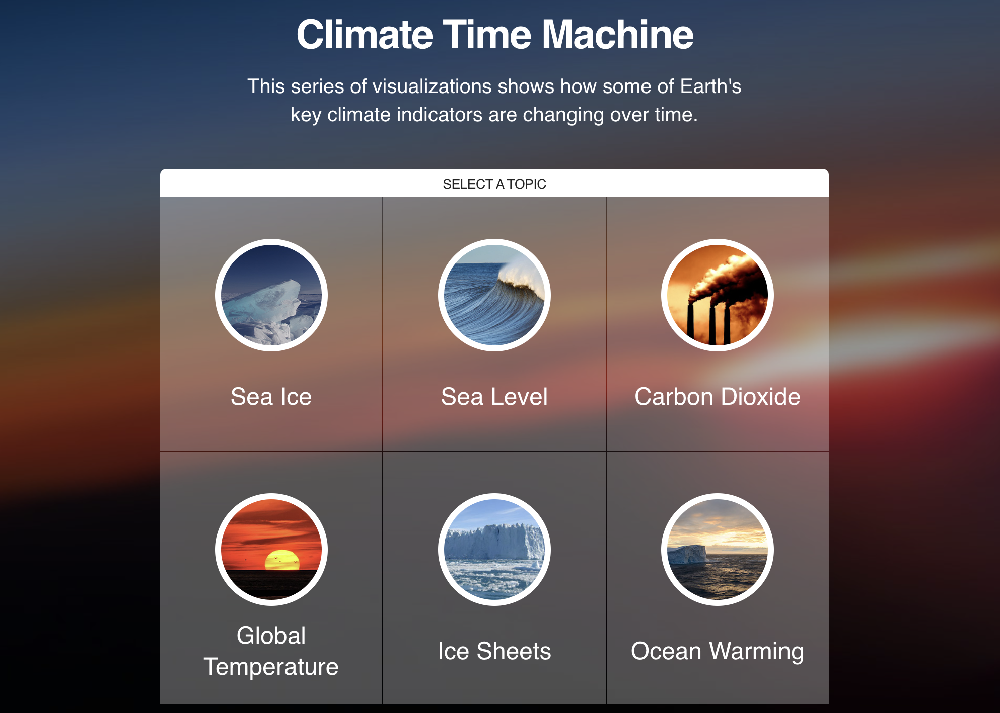 Climate Time Machine
This series of visualizations shows how some of Earth's
key climate indicators are changing over time.
SELECT A TOPIC
Sea Ice
Sea Level
Carbon Dioxide
Global
Temperature
Ice Sheets
Ocean Warming